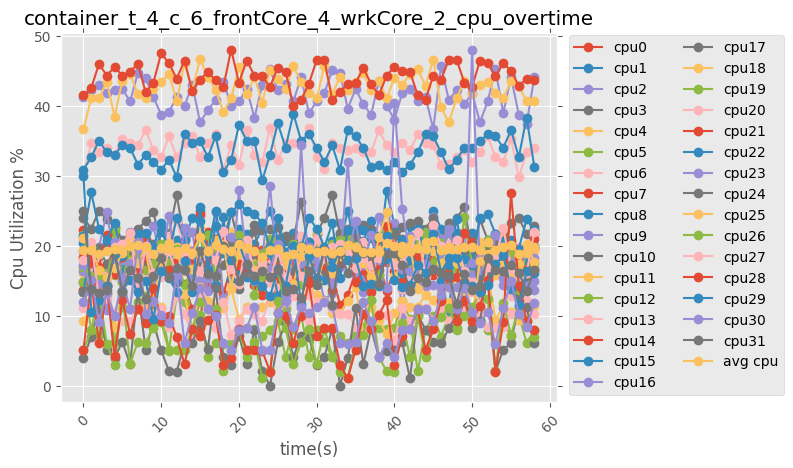 container_t_4_c_6_frontCore_4_wrkCore_2_cpu_overtime
Cpu Utilization %
50
40
30
20
10
0
0
10
20
30
40
50
60
time(s)
cpu0
cpu1
cpu2
cpu3
cpu4
cpu5
cpu6
cpu7
cpu8
cpu9
cpu10
cpu11
cpu12
cpu13
cpu14
cpu15
cpu16
cpu17
cpu18
cpu19
cpu20
cpu21
cpu22
cpu23
cpu24
cpu25
cpu26
cpu27
cpu28
cpu29
cpu30
cpu31
avg cpu